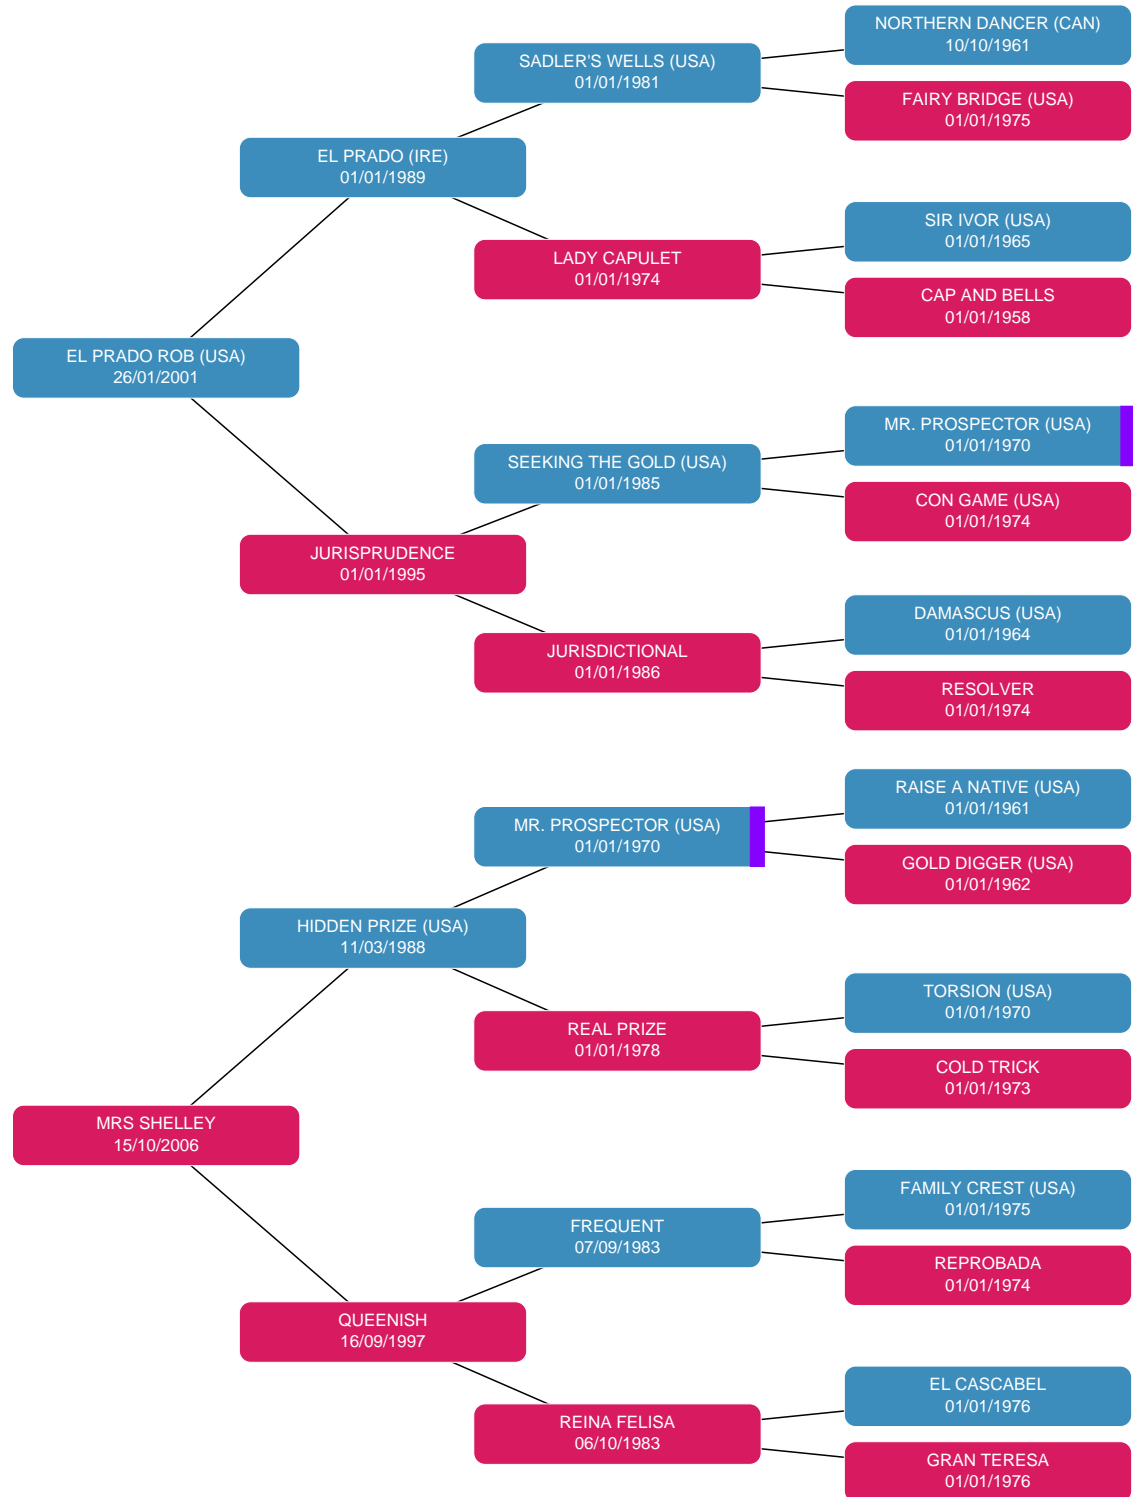 NORTHERN DANCER (CAN)
10/10/1961
SADLER'S WELLS (USA)
01/01/1981
FAIRY BRIDGE (USA)
01/01/1975
EL PRADO (IRE)
01/01/1989
SIR IVOR (USA)
01/01/1965
LADY CAPULET
01/01/1974
CAP AND BELLS
01/01/1958
EL PRADO ROB (USA)
26/01/2001
MR. PROSPECTOR (USA)
01/01/1970
SEEKING THE GOLD (USA)
01/01/1985
CON GAME (USA)
01/01/1974
JURISPRUDENCE
01/01/1995
DAMASCUS (USA)
01/01/1964
JURISDICTIONAL
01/01/1986
RESOLVER
01/01/1974
RAISE A NATIVE (USA)
01/01/1961
MR. PROSPECTOR (USA)
01/01/1970
GOLD DIGGER (USA)
01/01/1962
HIDDEN PRIZE (USA)
11/03/1988
TORSION (USA)
01/01/1970
REAL PRIZE
01/01/1978
COLD TRICK
01/01/1973
MRS SHELLEY
15/10/2006
FAMILY CREST (USA)
01/01/1975
FREQUENT
07/09/1983
REPROBADA
01/01/1974
QUEENISH
16/09/1997
EL CASCABEL
01/01/1976
REINA FELISA
06/10/1983
GRAN TERESA
01/01/1976